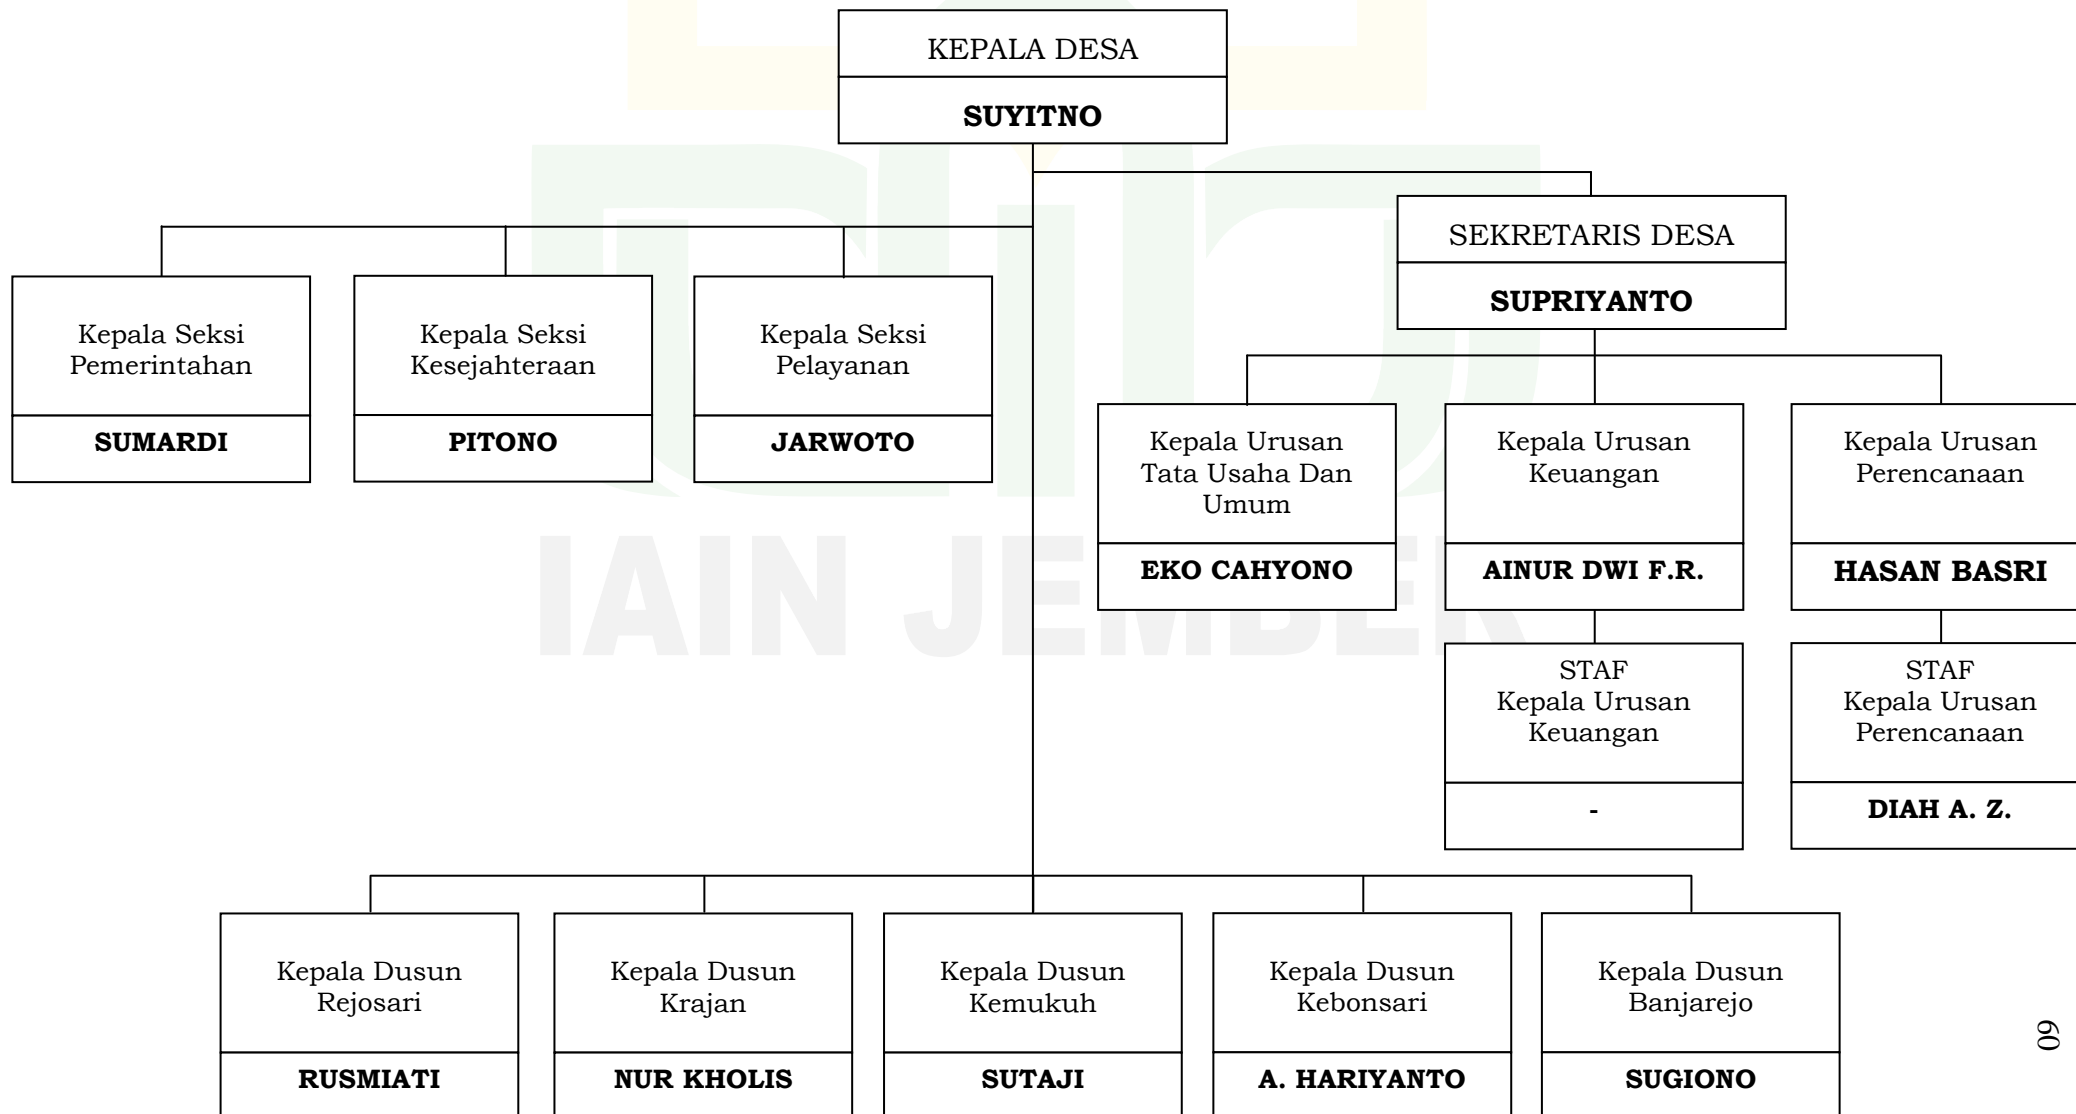 KEPALA DESA
SUYITNO
SEKRETARIS DESA
SUPRIYANTO
Kepala Seksi
Pemerintahan
SUMARDI
Kepala Seksi
Kesejahteraan
PITONO
Kepala Seksi
Pelayanan
JARWOTO
Kepala Urusan
Tata Usaha Dan
Umum
EKO CAHYONO
Kepala Urusan
Keuangan
AINUR DWI F.R.
Kepala Urusan
Perencanaan
HASAN BASRI
STAF
Kepala Urusan
Keuangan
-
STAF
Kepala Urusan
Perencanaan
DIAH A. Z.
Kepala Dusun
Rejosari
RUSMIATI
Kepala Dusun
Krajan
NUR KHOLIS
Kepala Dusun
Kemukuh
SUTAJI
Kepala Dusun
Kebonsari
A. HARIYANTO
Kepala Dusun
Banjarejo
SUGIONO
IAIN JEMBER
60